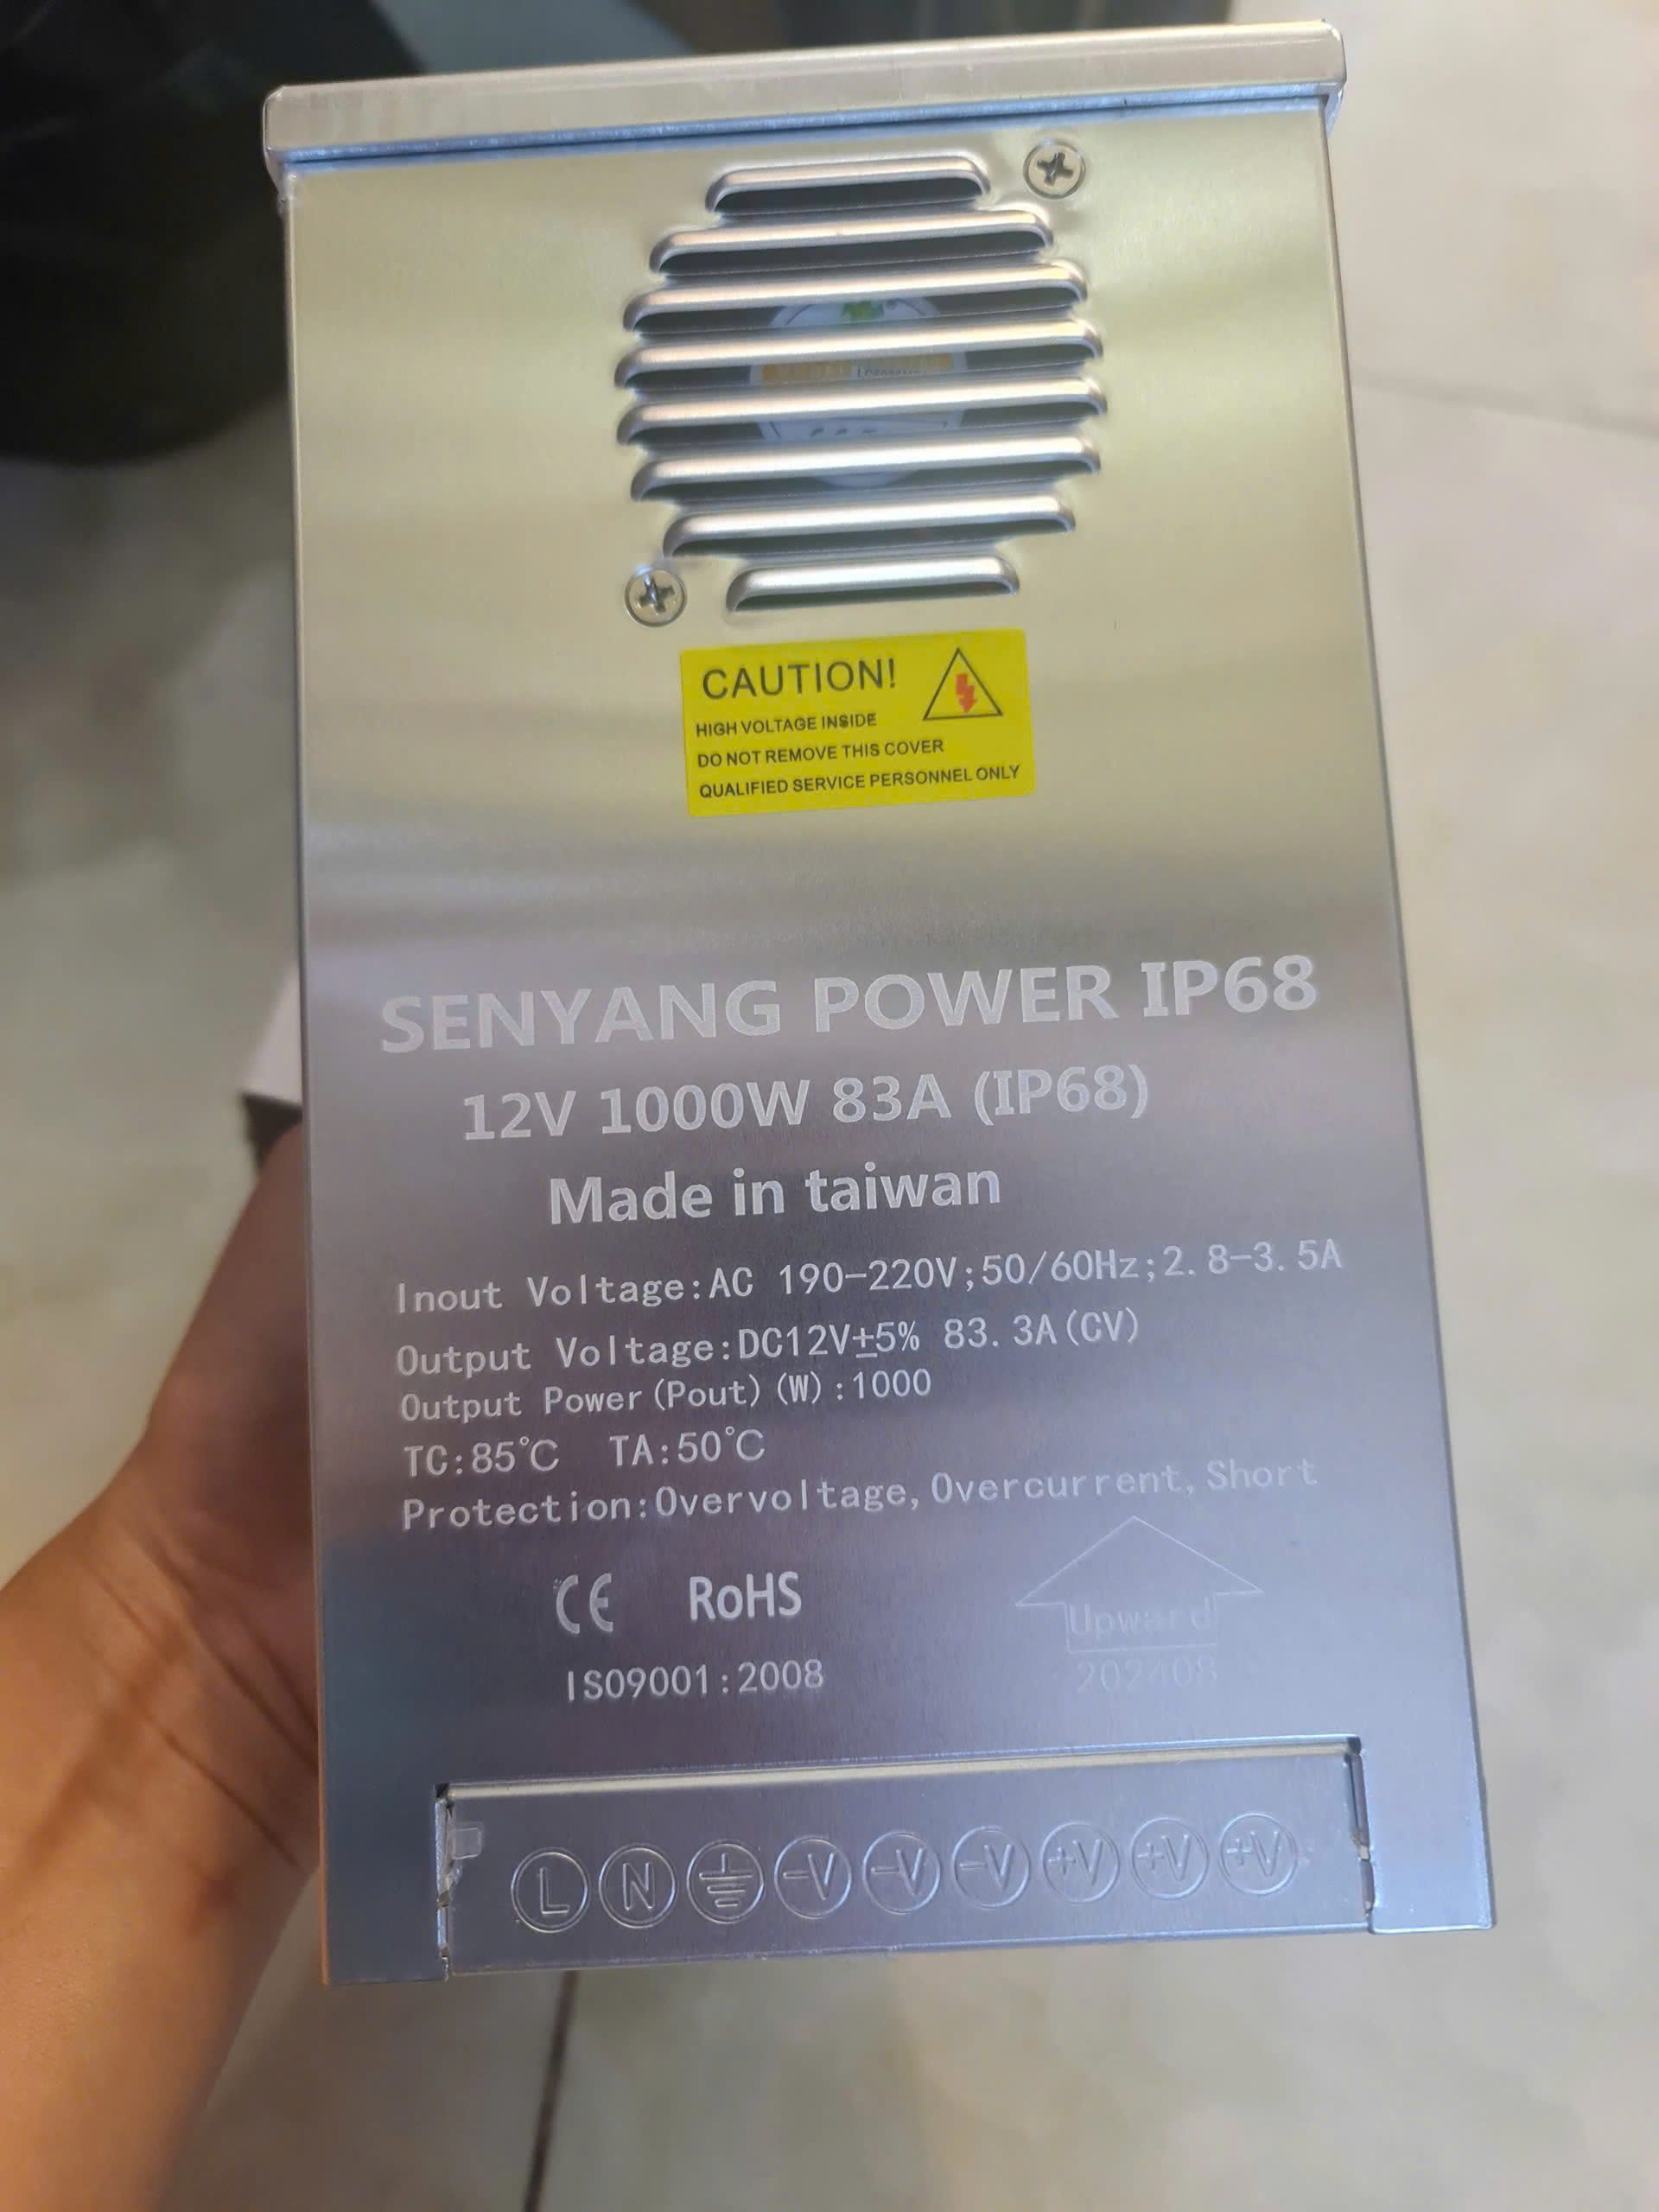 CAUTION!
HIGH VOLTAGE INSIDE
DO NOT REMOVE THIS COVER
QUALIFIED SERVICE PERSONNEL ONLY
SENYANG POWER IP68
12V 1000W 83A (IP68)
Made in taiwan
Inout Voltage:AC 190-220V;50/60Hz;2.8-3.5A
Output Voltage:DC12V±5% 83.3A(CV)
Output Power(Pout)(W):1000
TC:85℃ TA:50℃
Protection:Overvoltage,Overcurrent,Short
CE RoHS
Upward
ISO9001:2008
202408
L N -V -V -V +V +V +V